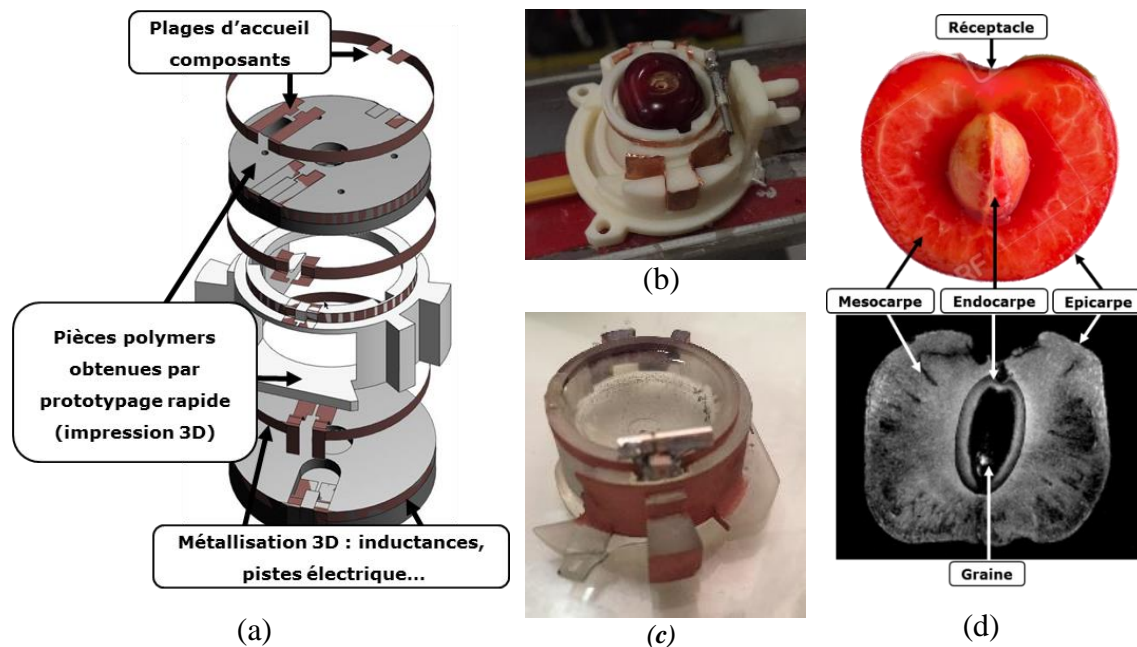 Plages d'accueil
composants
Pièces polymers
obtenues par
prototypage rapide
(impression 3D)
Métallisation 3D : inductances,
pistes électrique…
(a)
(b)
(c)
Réceptacle
RF
Mesocarpe
Endocarpe
Epicarpe
Graine
(d)